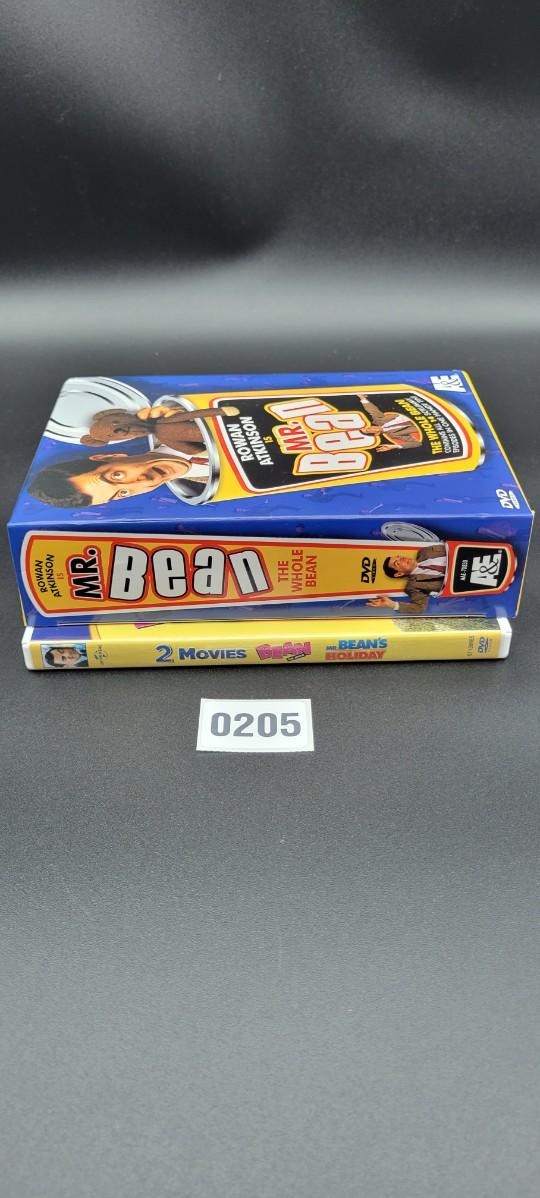 A&E
ROWAN
ATKINSON
IS
MR.
Bean
THE WHOLE BEAN
DVD
ROWAN
ATKINSON
IS
MR.
Bean
THE
WHOLE
BEAN
DVD
A&E
2 MOVIES
BEAN
MR. BEAN'S
HOLIDAY
DVD
0205